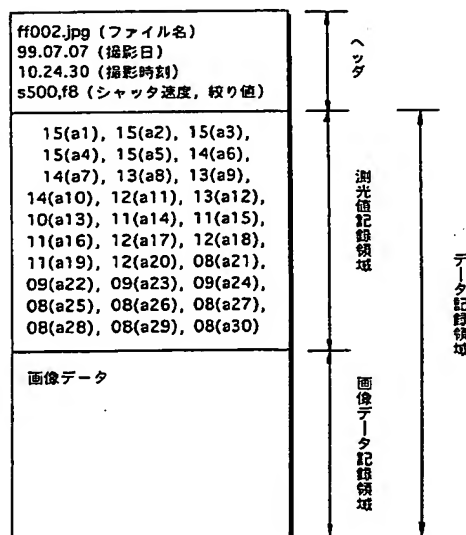 ff002.jpg (ファイル名)
99.07.07 (撮影日)
10.24.30 (撮影時刻)
s500,f8 (シャッタ速度, 絞り値)
ヘッダ
15(a1), 15(a2), 15(a3),
15(a4), 15(a5), 14(a6),
14(a7), 13(a8), 13(a9),
14(a10), 12(a11), 13(a12),
10(a13), 11(a14), 11(a15),
11(a16), 12(a17), 12(a18),
11(a19), 12(a20), 08(a21),
09(a22), 09(a23), 09(a24),
08(a25), 08(a26), 08(a27),
08(a28), 08(a29), 08(a30)
測光値記録領域
データ記録領域
画像データ
画像データ記録領域